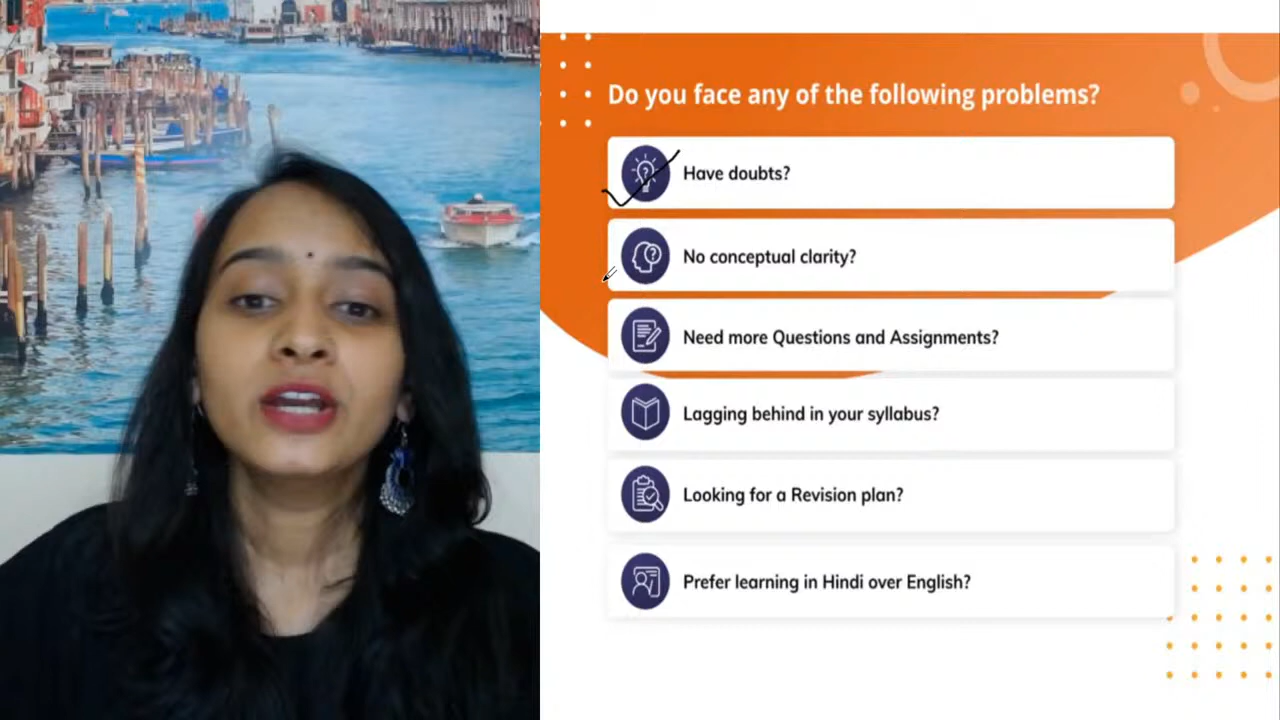 Do you face any of the following problems?
Have doubts?
No conceptual clarity?
Need more Questions and Assignments?
Lagging behind in your syllabus?
Looking for a Revision plan?
Prefer learning in Hindi over English?